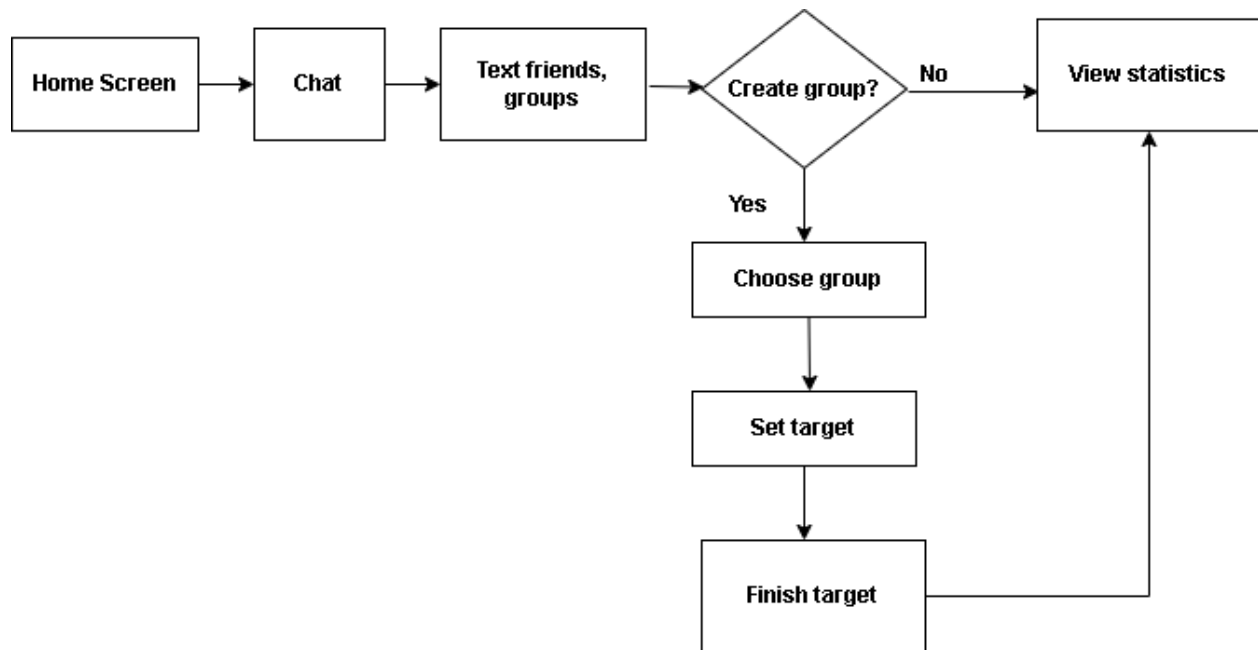 Home Screen
Chat
Text friends,
groups
Create group?
No
View statistics
Yes
Choose group
Set target
Finish target